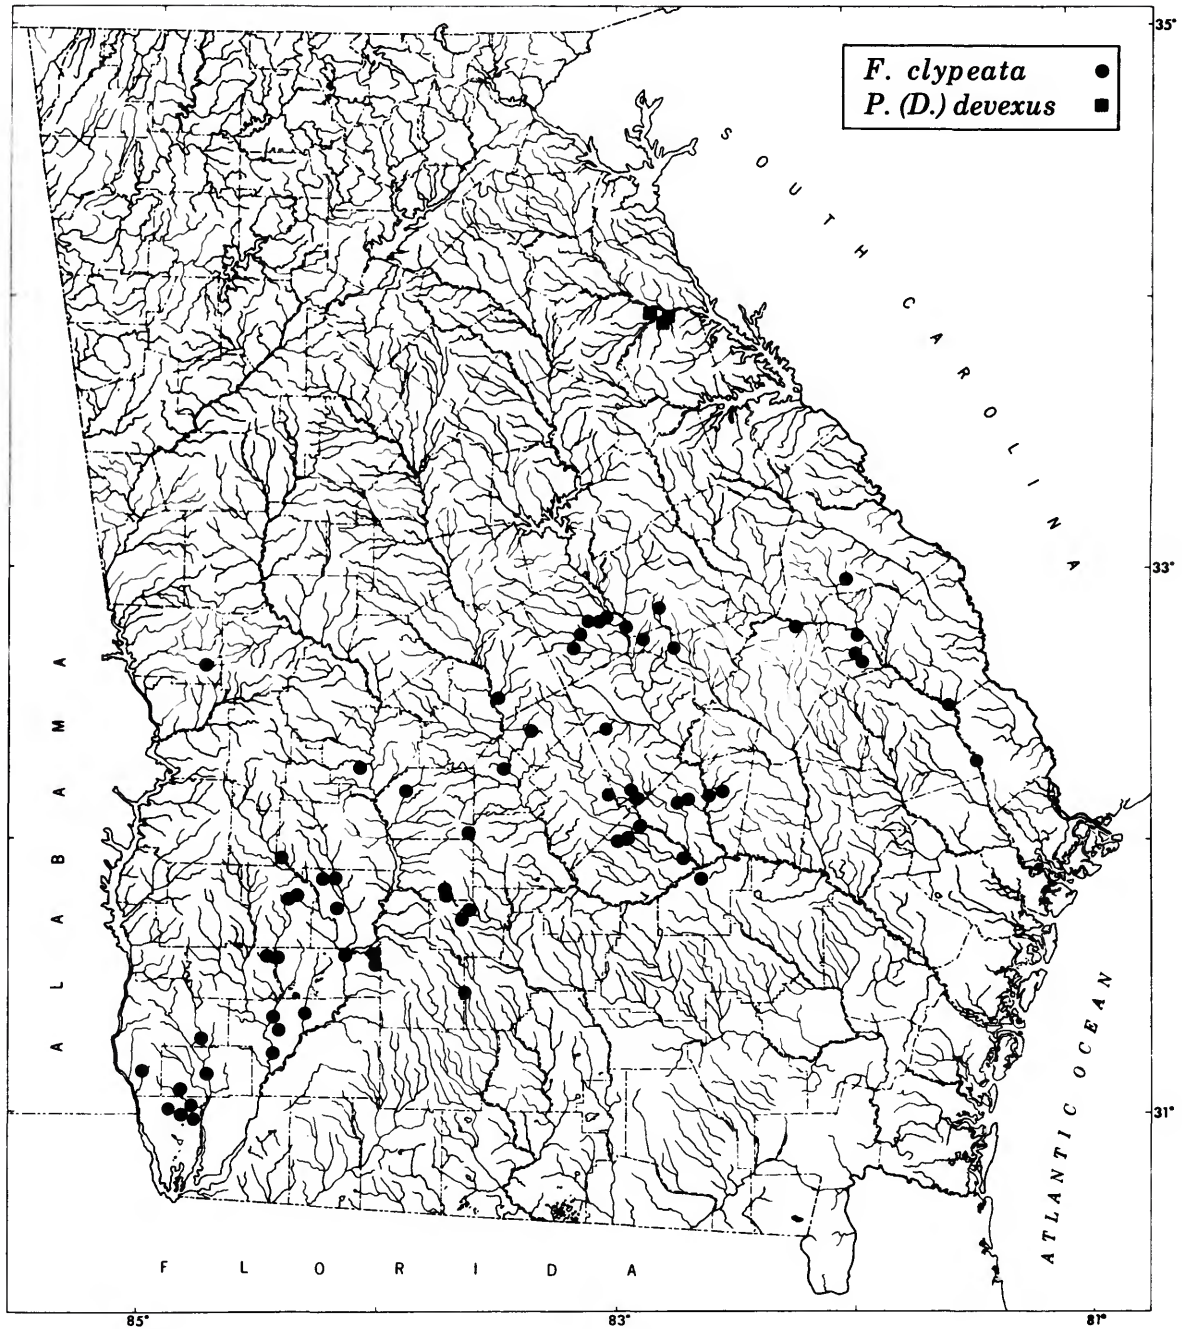 35°
F. clypeata
P. (D.) devexus
SOUTH CAROLINA
33°
ALABAMA
31°
ATLANTIC OCEAN
FLORIDA
85°
83°
81°